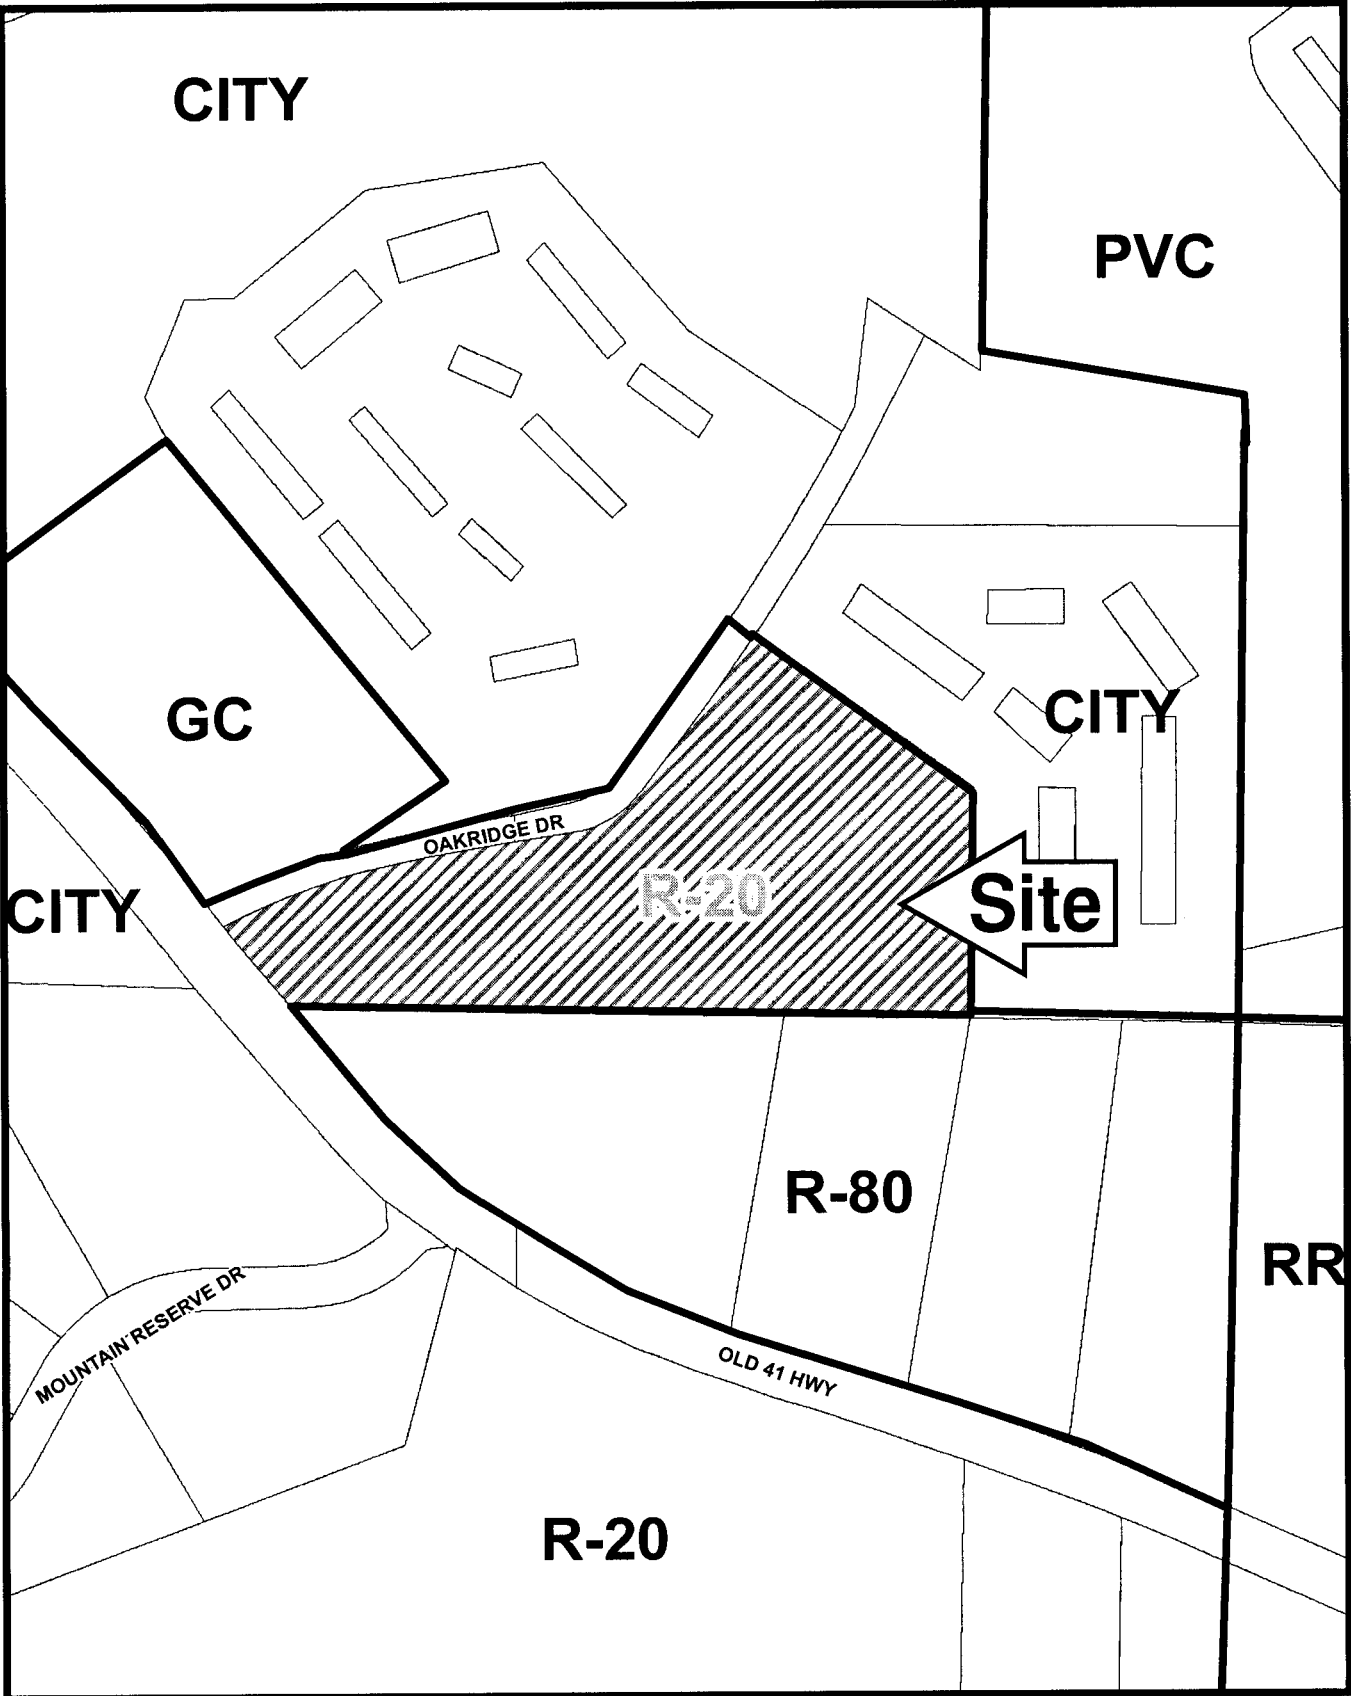 CITY
PVC
GC
CITY
OAKRIDGE DR
R-20
Site
CITY
R-80
RR
MOUNTAIN RESERVE DR
OLD 41 HWY
R-20